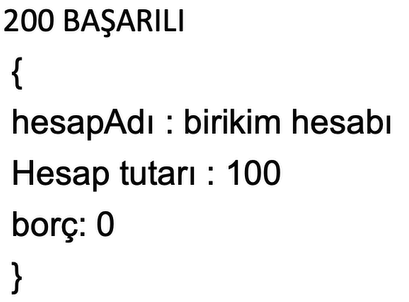 200 BAŞARILI
{
hesapAdı : birikim hesabı
Hesap tutarı : 100
borç: 0
}